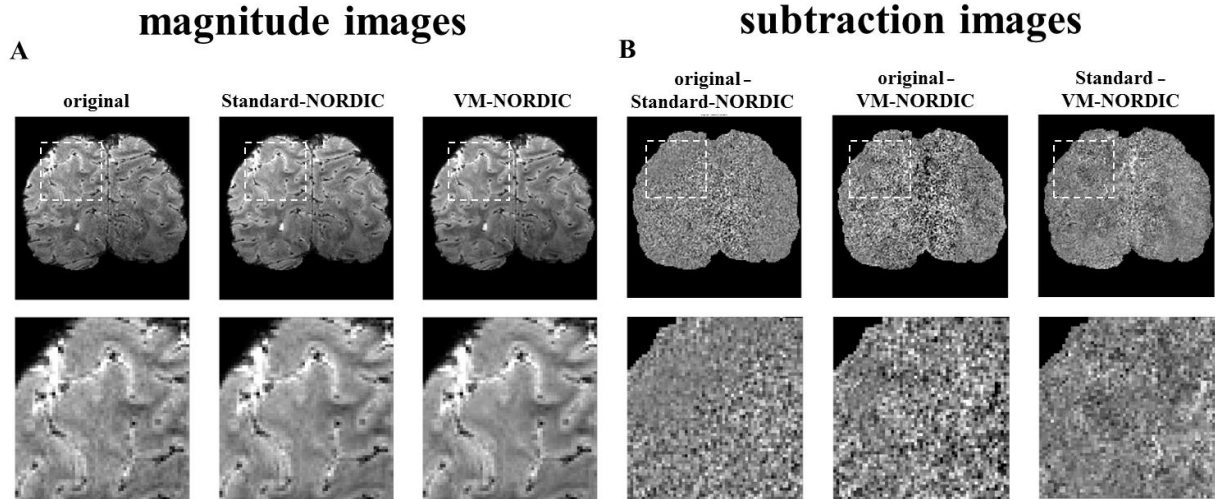 magnitude images
subtraction images
A
original
Standard-NORDIC
VM-NORDIC
B
original –
Standard-NORDIC
original –
VM-NORDIC
Standard –
VM-NORDIC